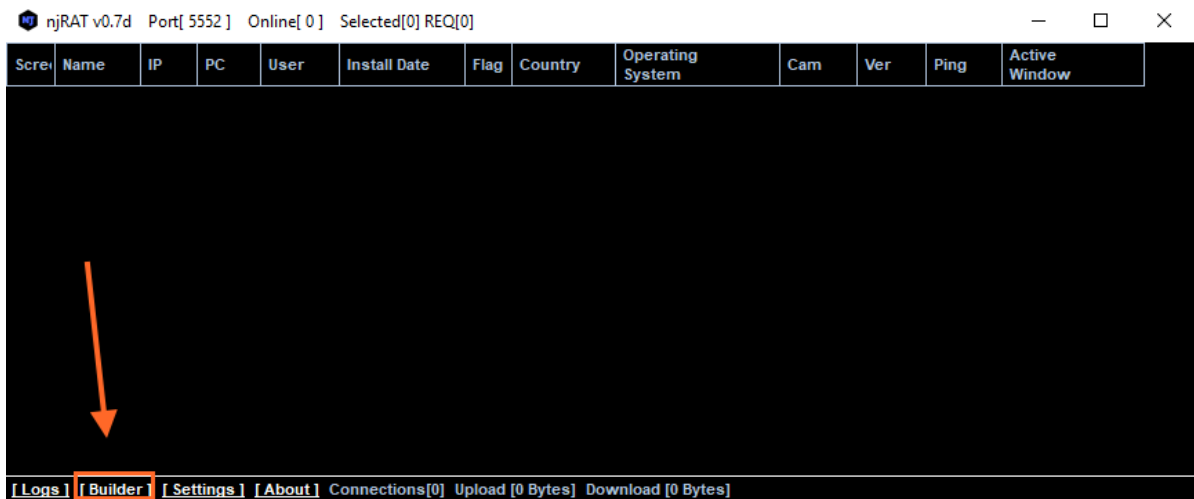 njRAT v0.7d Port[ 5552 ] Online[ 0 ] Selected[0] REQ[0]
Scree Name IP PC User Install Date Flag Country Operating System Cam Ver Ping Active Window
[ Logs ] [ Builder ] [ Settings ] [ About ] Connections[0] Upload [0 Bytes] Download [0 Bytes]